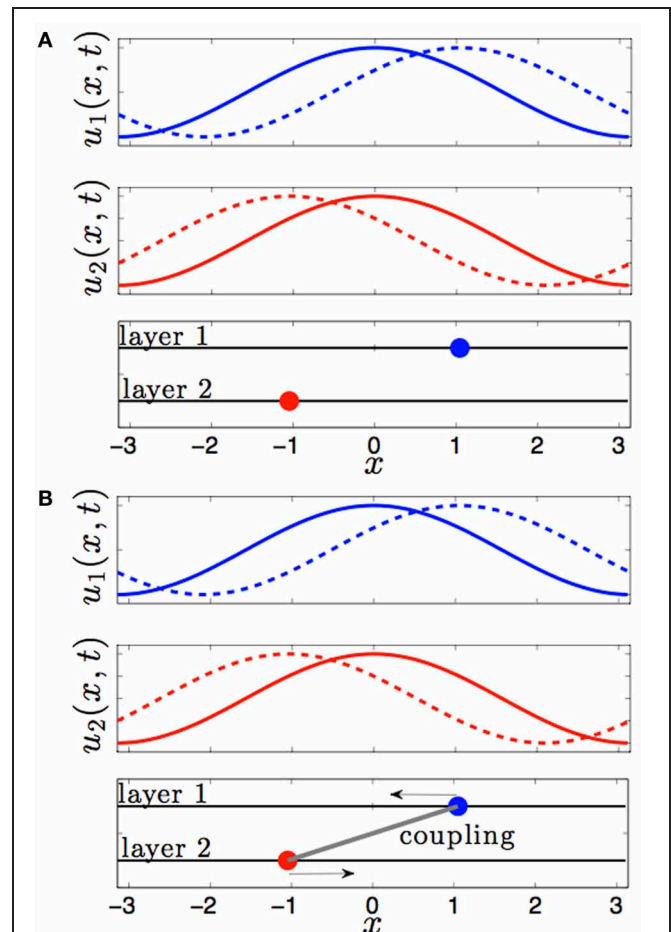 A
u₁(x, t)
u₂(x, t)
layer 1
layer 2
−3 −2 −1 0 1 2 3
x
B
u₁(x, t)
u₂(x, t)
layer 1
coupling
layer 2
−3 −2 −1 0 1 2 3
x